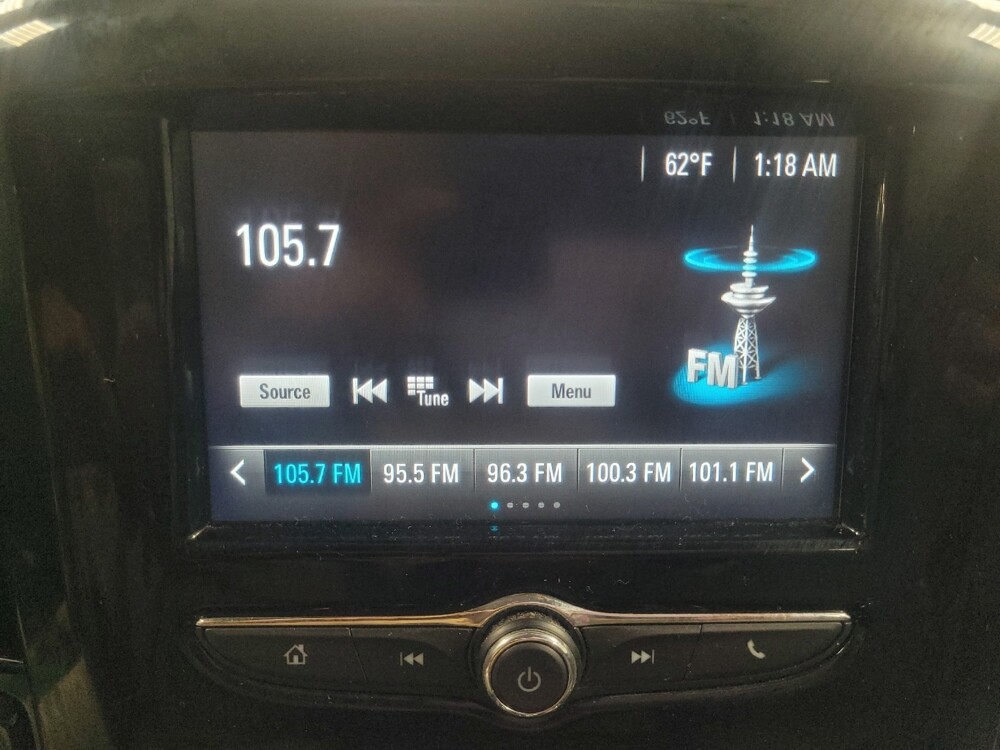 62°F 1:18 AM
105.7
FM
Source Tune Menu
105.7 FM 95.5 FM 96.3 FM 100.3 FM 101.1 FM